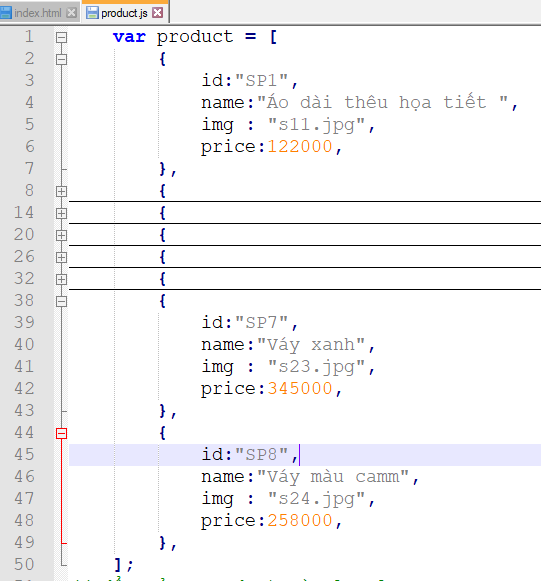 index.html product.js
1 var product = [
2 {
3 id:"SP1",
4 name:"Áo dài thêu họa tiết ",
5 img : "s11.jpg",
6 price:122000,
7 },
8 {
14 {
20 {
26 {
32 {
38 {
39 id:"SP7",
40 name:"Váy xanh",
41 img : "s23.jpg",
42 price:345000,
43 },
44 {
45 id:"SP8",
46 name:"Váy màu camm",
47 img : "s24.jpg",
48 price:258000,
49 },
50 ];